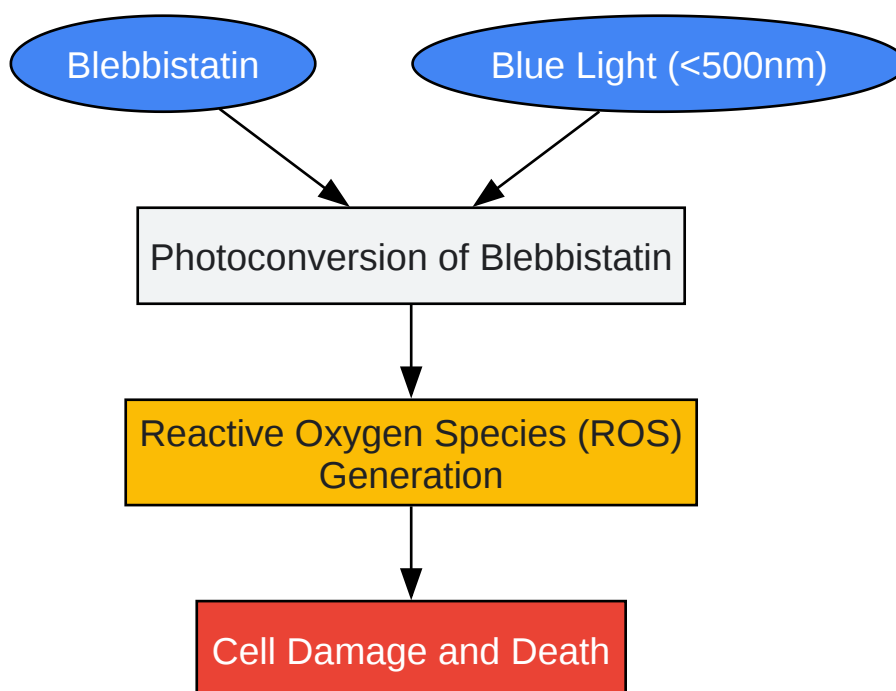 Blebbistatin
Blue Light (<500nm)
Photoconversion of Blebbistatin
Reactive Oxygen Species (ROS)
Generation
Cell Damage and Death